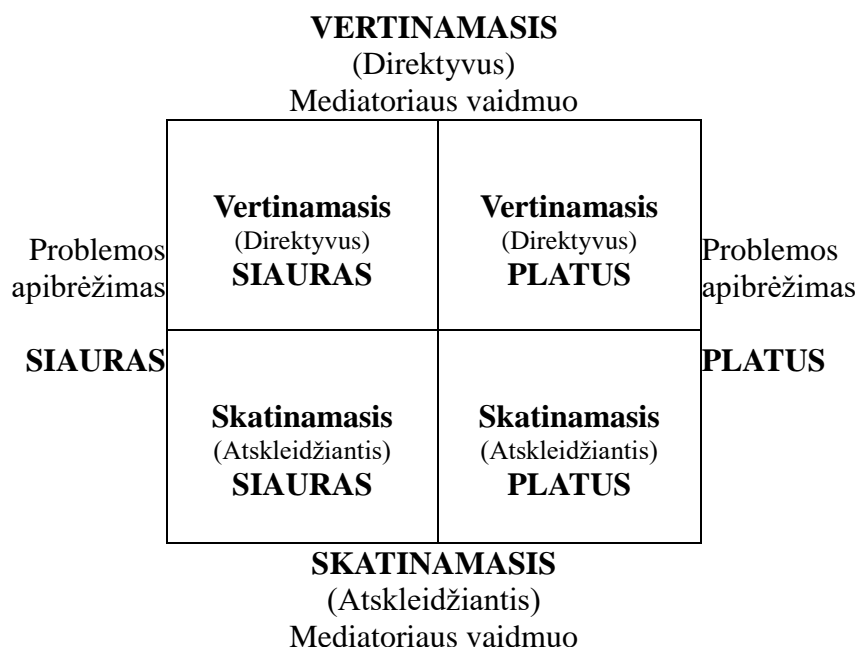 VERTINAMASIS
(Direktyvus)
Mediatoriaus vaidmuo
Problemos
apibrėžimas
SIAURAS
Vertinamasis
(Direktyvus)
SIAURAS
Vertinamasis
(Direktyvus)
PLATUS
Problemos
apibrėžimas
PLATUS
Skatinamasis
(Atskleidžiantis)
SIAURAS
Skatinamasis
(Atskleidžiantis)
PLATUS
SKATINAMASIS
(Atskleidžiantis)
Mediatoriaus vaidmuo